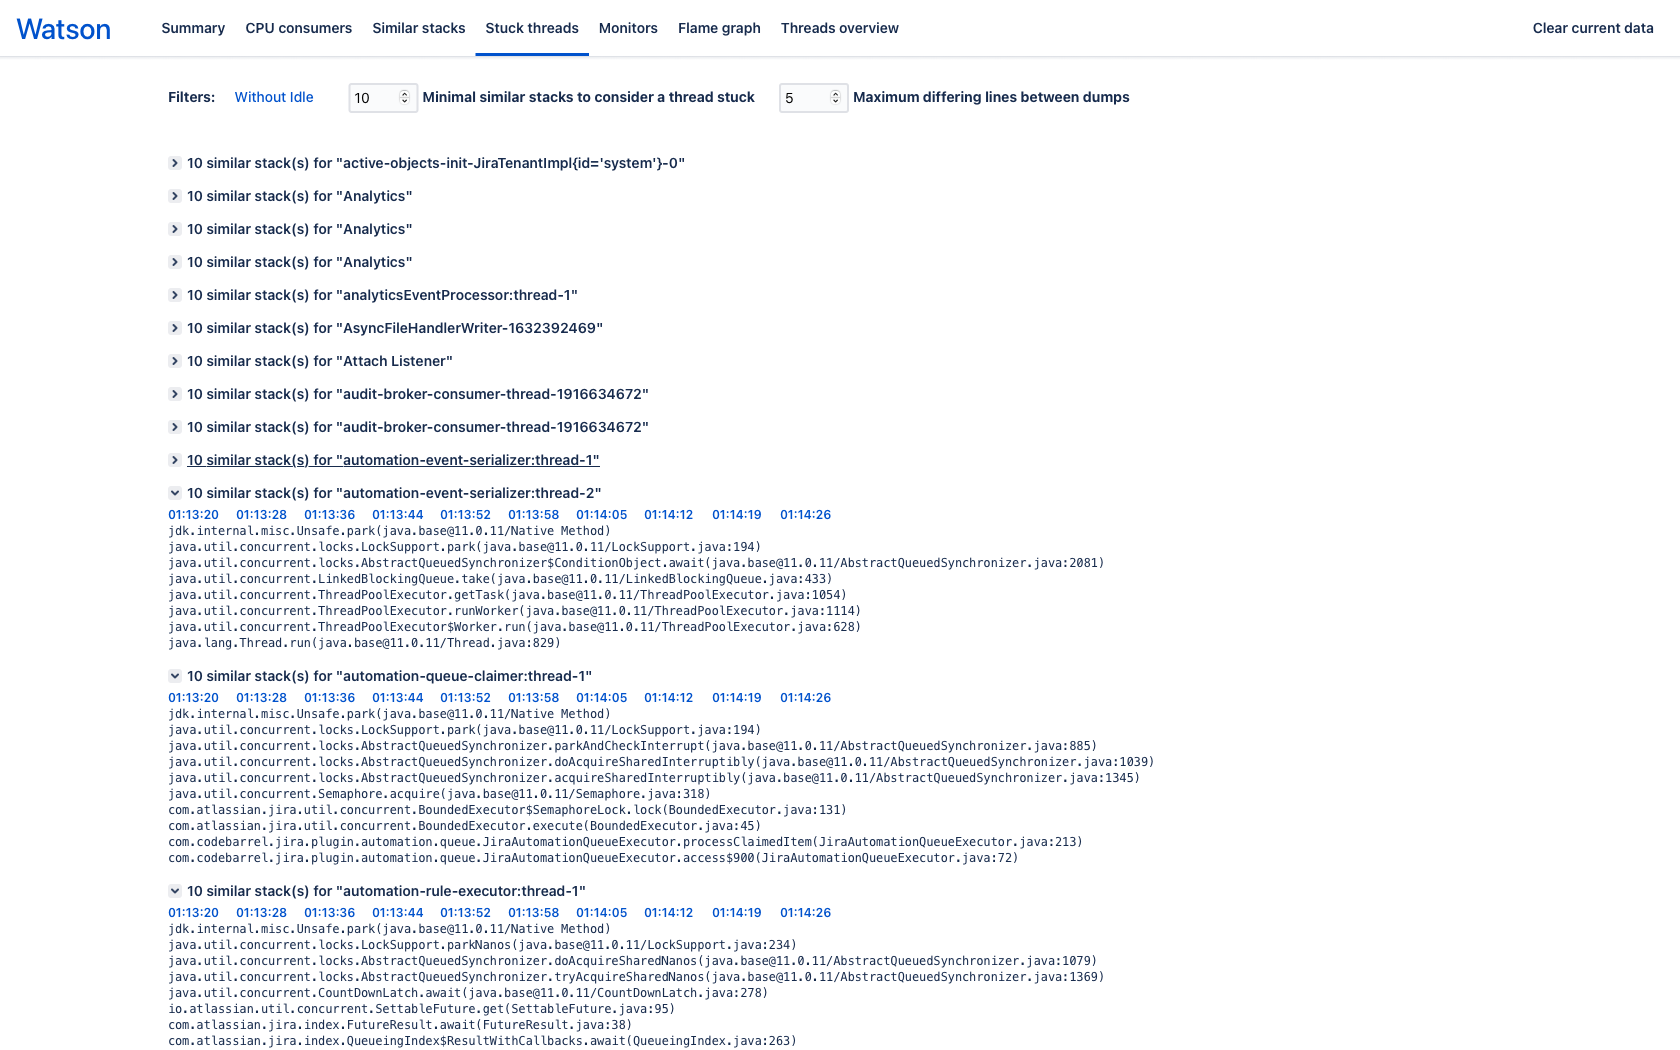 Watson Summary CPU consumers Similar stacks Stuck threads Monitors Flame graph Threads overview Clear current data
Filters: Without Idle 10 Minimal similar stacks to consider a thread stuck 5 Maximum differing lines between dumps
10 similar stack(s) for "active-objects-init-JiraTenantImpl{id='system'}-0"
10 similar stack(s) for "Analytics"
10 similar stack(s) for "Analytics"
10 similar stack(s) for "Analytics"
10 similar stack(s) for "analyticsEventProcessor:thread-1"
10 similar stack(s) for "AsyncFileHandlerWriter-1632392469"
10 similar stack(s) for "Attach Listener"
10 similar stack(s) for "audit-broker-consumer-thread-1916634672"
10 similar stack(s) for "audit-broker-consumer-thread-1916634672"
10 similar stack(s) for "automation-event-serializer:thread-1"
10 similar stack(s) for "automation-event-serializer:thread-2"
01:13:20 01:13:28 01:13:36 01:13:44 01:13:52 01:13:58 01:14:05 01:14:12 01:14:19 01:14:26
jdk.internal.misc.Unsafe.park(java.base@11.0.11/Native Method)
java.util.concurrent.locks.LockSupport.park(java.base@11.0.11/LockSupport.java:194)
java.util.concurrent.locks.AbstractQueuedSynchronizer$ConditionObject.await(java.base@11.0.11/AbstractQueuedSynchronizer.java:2081)
java.util.concurrent.LinkedBlockingQueue.take(java.base@11.0.11/LinkedBlockingQueue.java:433)
java.util.concurrent.ThreadPoolExecutor.getTask(java.base@11.0.11/ThreadPoolExecutor.java:1054)
java.util.concurrent.ThreadPoolExecutor.runWorker(java.base@11.0.11/ThreadPoolExecutor.java:1114)
java.util.concurrent.ThreadPoolExecutor$Worker.run(java.base@11.0.11/ThreadPoolExecutor.java:628)
java.lang.Thread.run(java.base@11.0.11/Thread.java:829)
10 similar stack(s) for "automation-queue-claimer:thread-1"
01:13:20 01:13:28 01:13:36 01:13:44 01:13:52 01:13:58 01:14:05 01:14:12 01:14:19 01:14:26
jdk.internal.misc.Unsafe.park(java.base@11.0.11/Native Method)
java.util.concurrent.locks.LockSupport.park(java.base@11.0.11/LockSupport.java:194)
java.util.concurrent.locks.AbstractQueuedSynchronizer.parkAndCheckInterrupt(java.base@11.0.11/AbstractQueuedSynchronizer.java:885)
java.util.concurrent.locks.AbstractQueuedSynchronizer.doAcquireSharedInterruptibly(java.base@11.0.11/AbstractQueuedSynchronizer.java:1039)
java.util.concurrent.locks.AbstractQueuedSynchronizer.acquireSharedInterruptibly(java.base@11.0.11/AbstractQueuedSynchronizer.java:1345)
java.util.concurrent.Semaphore.acquire(java.base@11.0.11/Semaphore.java:318)
com.atlassian.jira.util.concurrent.BoundedExecutor$SemaphoreLock.lock(BoundedExecutor.java:131)
com.atlassian.jira.util.concurrent.BoundedExecutor.execute(BoundedExecutor.java:45)
com.codebarrel.jira.plugin.automation.queue.JiraAutomationQueueExecutor.processClaimedItem(JiraAutomationQueueExecutor.java:213)
com.codebarrel.jira.plugin.automation.queue.JiraAutomationQueueExecutor.access$900(JiraAutomationQueueExecutor.java:72)
10 similar stack(s) for "automation-rule-executor:thread-1"
01:13:20 01:13:28 01:13:36 01:13:44 01:13:52 01:13:58 01:14:05 01:14:12 01:14:19 01:14:26
jdk.internal.misc.Unsafe.park(java.base@11.0.11/Native Method)
java.util.concurrent.locks.LockSupport.parkNanos(java.base@11.0.11/LockSupport.java:234)
java.util.concurrent.locks.AbstractQueuedSynchronizer.doAcquireSharedNanos(java.base@11.0.11/AbstractQueuedSynchronizer.java:1079)
java.util.concurrent.locks.AbstractQueuedSynchronizer.tryAcquireSharedNanos(java.base@11.0.11/AbstractQueuedSynchronizer.java:1369)
java.util.concurrent.CountDownLatch.await(java.base@11.0.11/CountDownLatch.java:278)
io.atlassian.util.concurrent.SettableFuture.get(SettableFuture.java:95)
com.atlassian.jira.index.FutureResult.await(FutureResult.java:38)
com.atlassian.jira.index.QueueingIndex$ResultWithCallbacks.await(QueueingIndex.java:263)